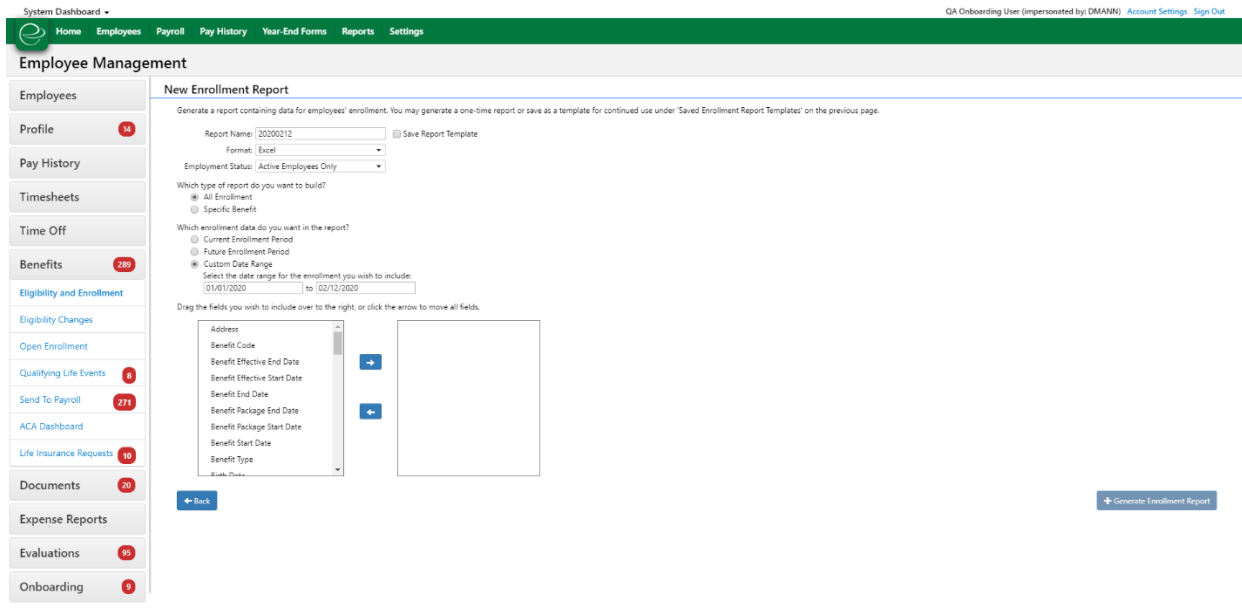 System Dashboard
QA Onboarding User (impersonated by: DMANN) Account Settings Sign Out
Home Employees Payroll Pay History Year-End Forms Reports Settings
Employee Management
Employees
Profile 14
Pay History
Timesheets
Time Off
Benefits 289
Eligibility and Enrollment
Eligibility Changes
Open Enrollment
Qualifying Life Events 8
Send To Payroll 271
ACA Dashboard
Life Insurance Requests 10
Documents 20
Expense Reports
Evaluations 95
Onboarding 9
New Enrollment Report
Generate a report containing data for employees' enrollment. You may generate a one-time report or save as a template for continued use under 'Saved Enrollment Report Templates' on the previous page.
Report Name: 20200212 Save Report Template
Format: Excel
Employment Status: Active Employees Only
Which type of report do you want to build?
All Enrollment
Specific Benefit
Which enrollment data do you want in the report?
Current Enrollment Period
Future Enrollment Period
Custom Date Range
Select the date range for the enrollment you wish to include:
01/01/2020 to 02/12/2020
Drag the fields you wish to include over to the right, or click the arrow to move all fields.
Address
Benefit Code
Benefit Effective End Date
Benefit Effective Start Date
Benefit End Date
Benefit Package End Date
Benefit Package Start Date
Benefit Start Date
Benefit Type
Birth Date
Back
Generate Enrollment Report